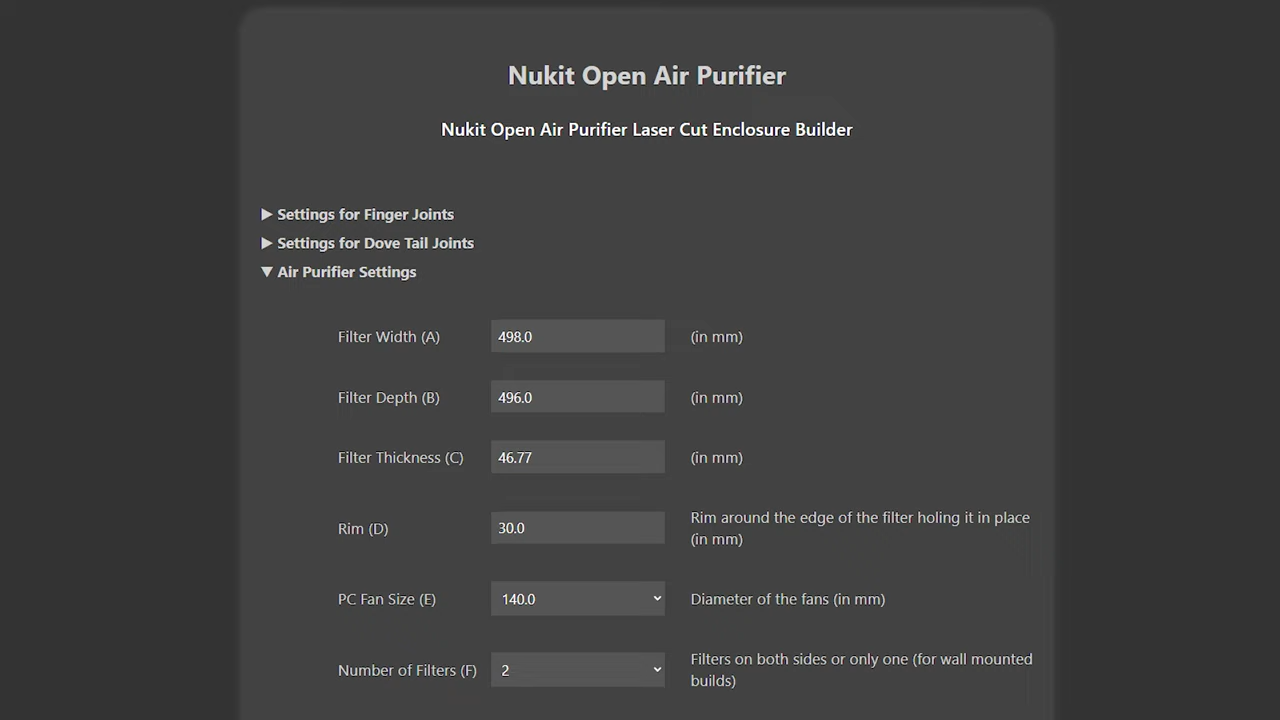 Nukit Open Air Purifier
Nukit Open Air Purifier Laser Cut Enclosure Builder
▶ Settings for Finger Joints
▶ Settings for Dove Tail Joints
▼ Air Purifier Settings
Filter Width (A) 498.0 (in mm)
Filter Depth (B) 496.0 (in mm)
Filter Thickness (C) 46.77 (in mm)
Rim (D) 30.0 Rim around the edge of the filter holing it in place
(in mm)
PC Fan Size (E) 140.0 Diameter of the fans (in mm)
Number of Filters (F) 2 Filters on both sides or only one (for wall mounted
builds)